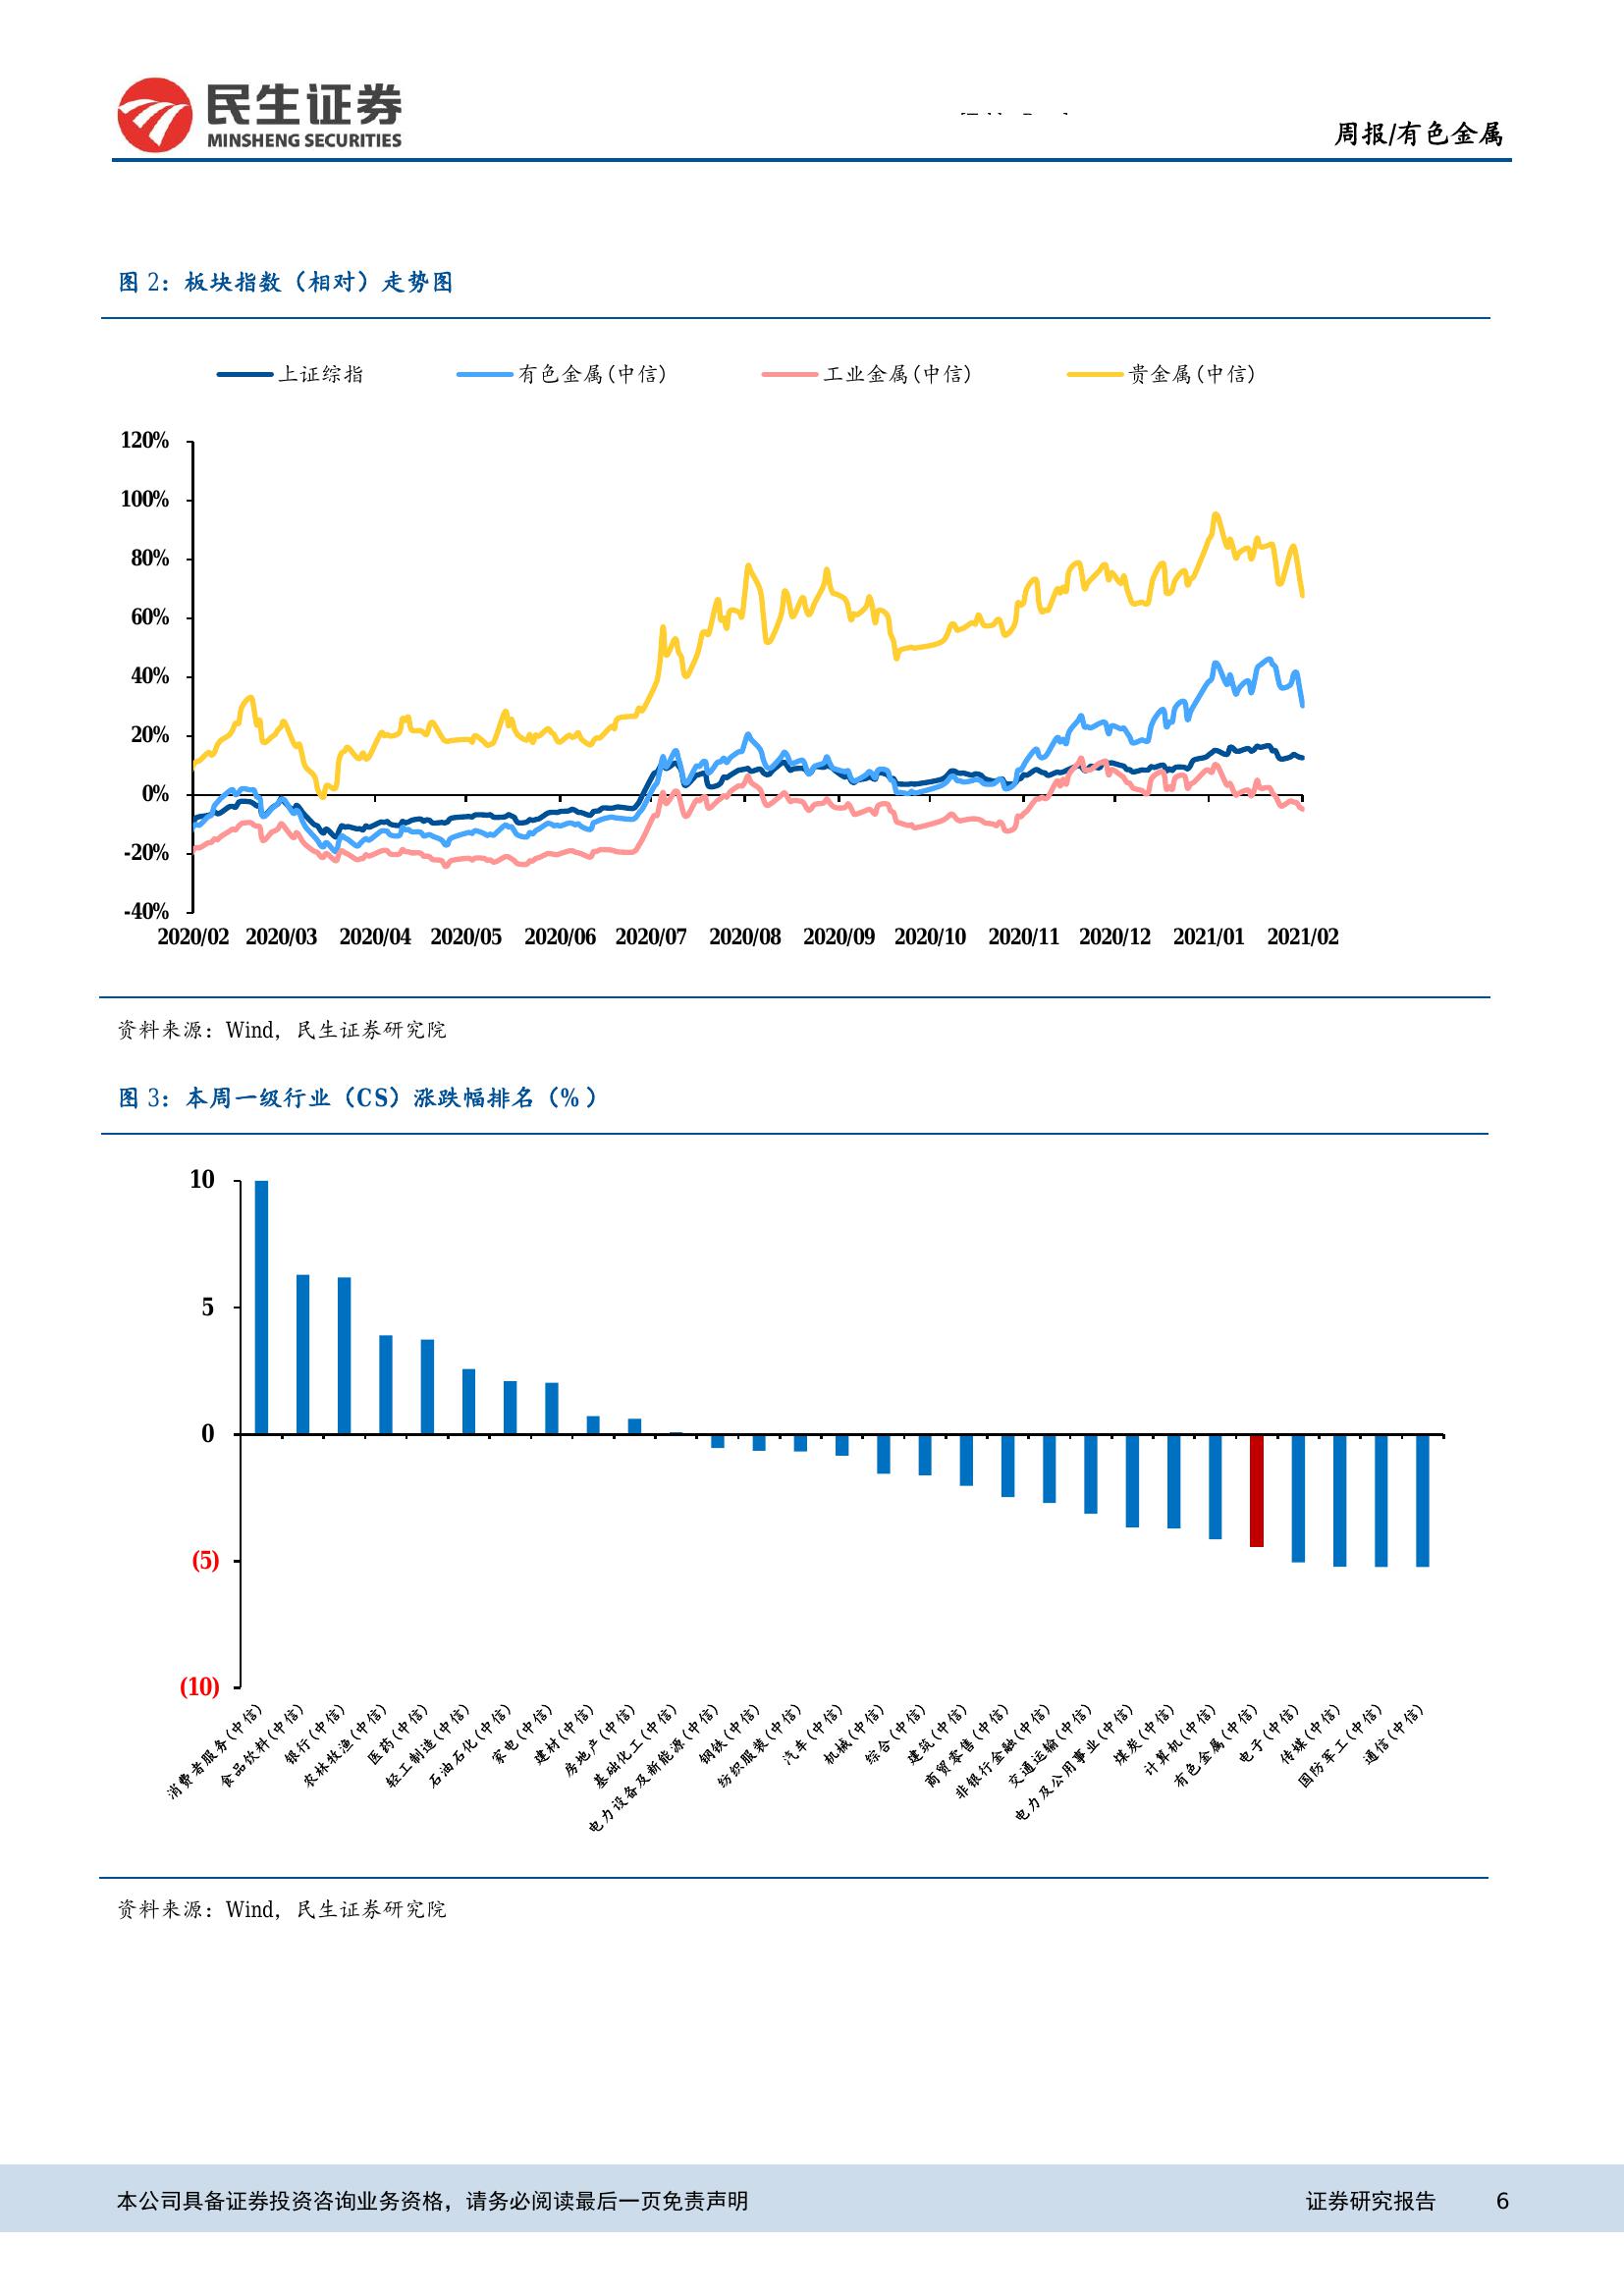 民生证券
MINSHENG SECURITIES
周报/有色金属
图 2：板块指数（相对）走势图
上证综指 有色金属(中信) 工业金属(中信) 贵金属(中信)
120%
100%
80%
60%
40%
20%
0%
-20%
-40%
2020/02 2020/03 2020/04 2020/05 2020/06 2020/07 2020/08 2020/09 2020/10 2020/11 2020/12 2021/01 2021/02
资料来源：Wind，民生证券研究院
图 3：本周一级行业（CS）涨跌幅排名（%）
10
5
0
(5)
(10)
消费者服务(中信)
食品饮料(中信)
银行(中信)
农林牧渔(中信)
医药(中信)
轻工制造(中信)
石油石化(中信)
家电(中信)
建材(中信)
房地产(中信)
基础化工(中信)
电力设备及新能源(中信)
钢铁(中信)
纺织服装(中信)
汽车(中信)
机械(中信)
综合(中信)
建筑(中信)
商贸零售(中信)
非银行金融(中信)
交通运输(中信)
电力及公用事业(中信)
煤炭(中信)
计算机(中信)
有色金属(中信)
电子(中信)
传媒(中信)
国防军工(中信)
通信(中信)
资料来源：Wind，民生证券研究院
本公司具备证券投资咨询业务资格，请务必阅读最后一页免责声明 证券研究报告 6